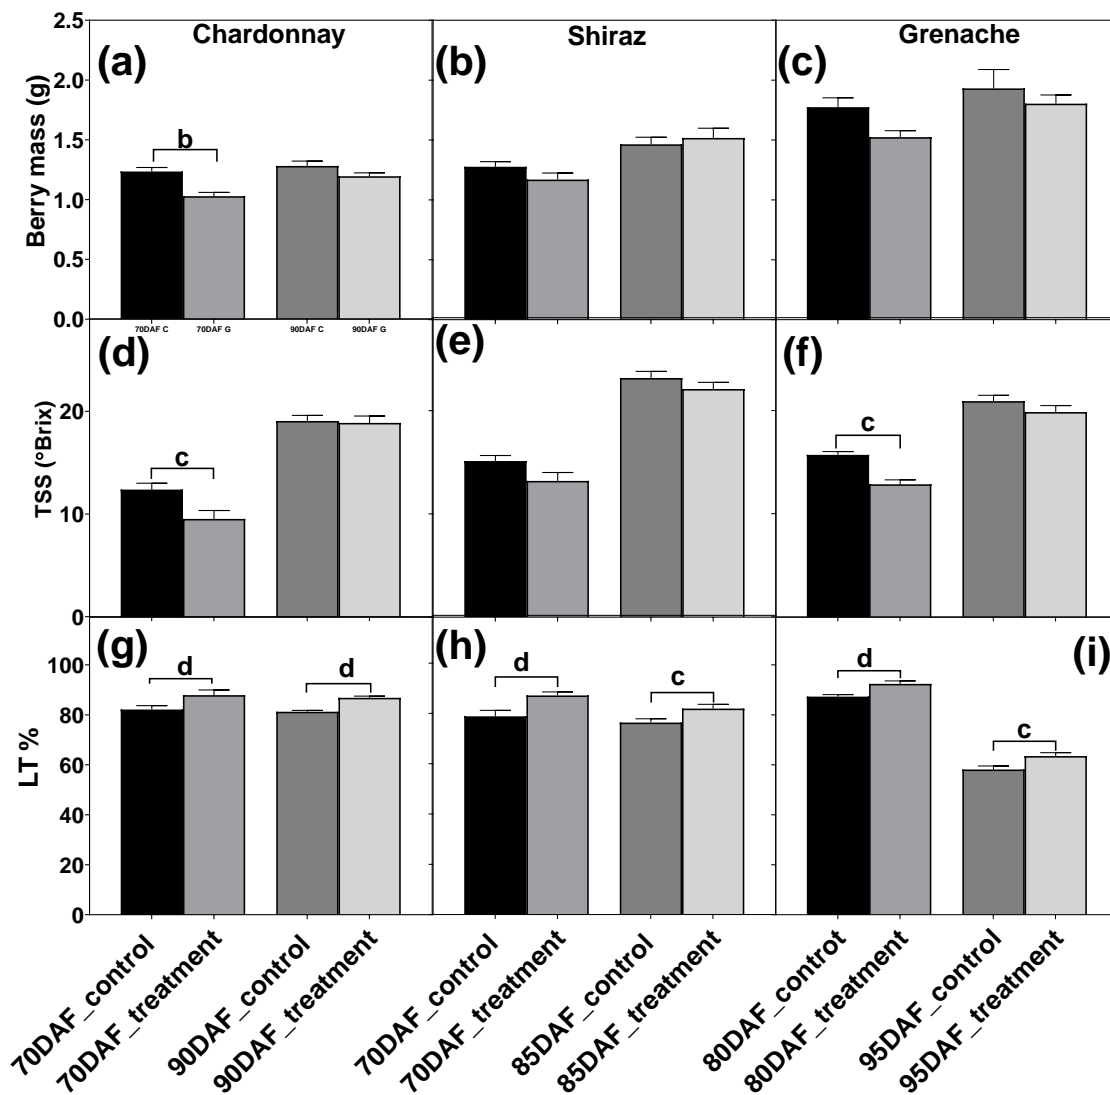 Chardonnay
Shiraz
Grenache
(a)
(b)
(c)
Berry mass (g)
2.5
2.0
1.5
1.0
0.5
0.0
b
70DAF C
70DAF G
90DAF C
90DAF G
(d)
(e)
(f)
TSS (°Brix)
20
10
0
c
c
(g)
(h)
(i)
LT %
100
80
60
40
20
0
d
d
d
c
d
c
70DAF_control
70DAF_treatment
90DAF_control
90DAF_treatment
70DAF_control
70DAF_treatment
85DAF_control
85DAF_treatment
80DAF_control
80DAF_treatment
95DAF_control
95DAF_treatment